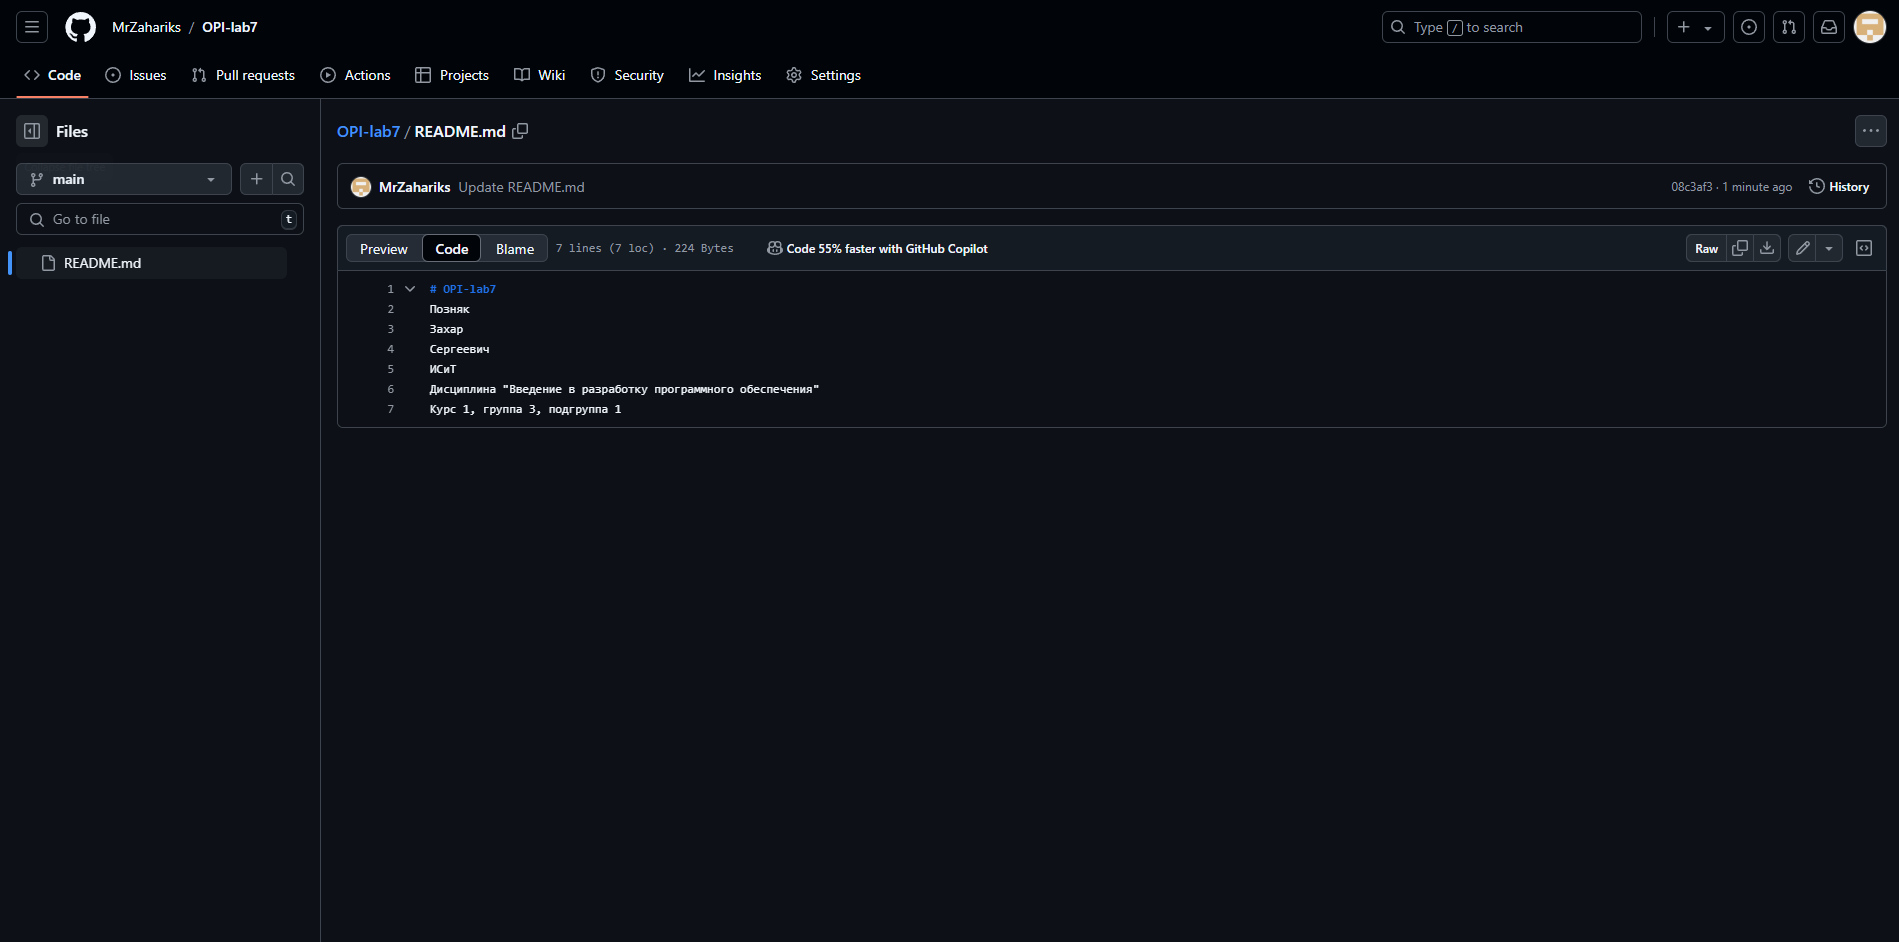 MrZahariks / OPI-lab7
Type / to search
Code Issues Pull requests Actions Projects Wiki Security Insights Settings
Files
main
Go to file t
README.md
OPI-lab7 / README.md
MrZahariks Update README.md 08c3af3 · 1 minute ago History
Preview Code Blame 7 lines (7 loc) · 224 Bytes Code 55% faster with GitHub Copilot Raw
1 # OPI-lab7
2 Позняк
3 Захар
4 Сергеевич
5 ИСиТ
6 Дисциплина "Введение в разработку программного обеспечения"
7 Курс 1, группа 3, подгруппа 1